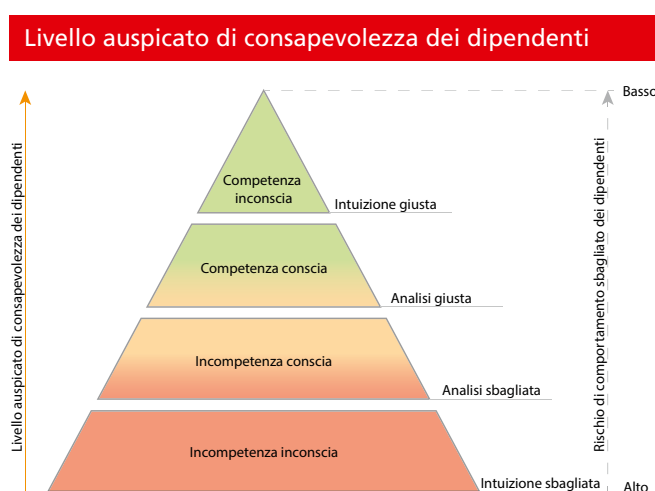 Livello auspicato di consapevolezza dei dipendenti
Livello auspicato di consapevolezza dei dipendenti
Basso
Competenza
inconscia
Intuizione giusta
Competenza conscia
Analisi giusta
Incompetenza conscia
Analisi sbagliata
Incompetenza inconscia
Intuizione sbagliata
Rischio di comportamento sbagliato dei dipendenti
Alto